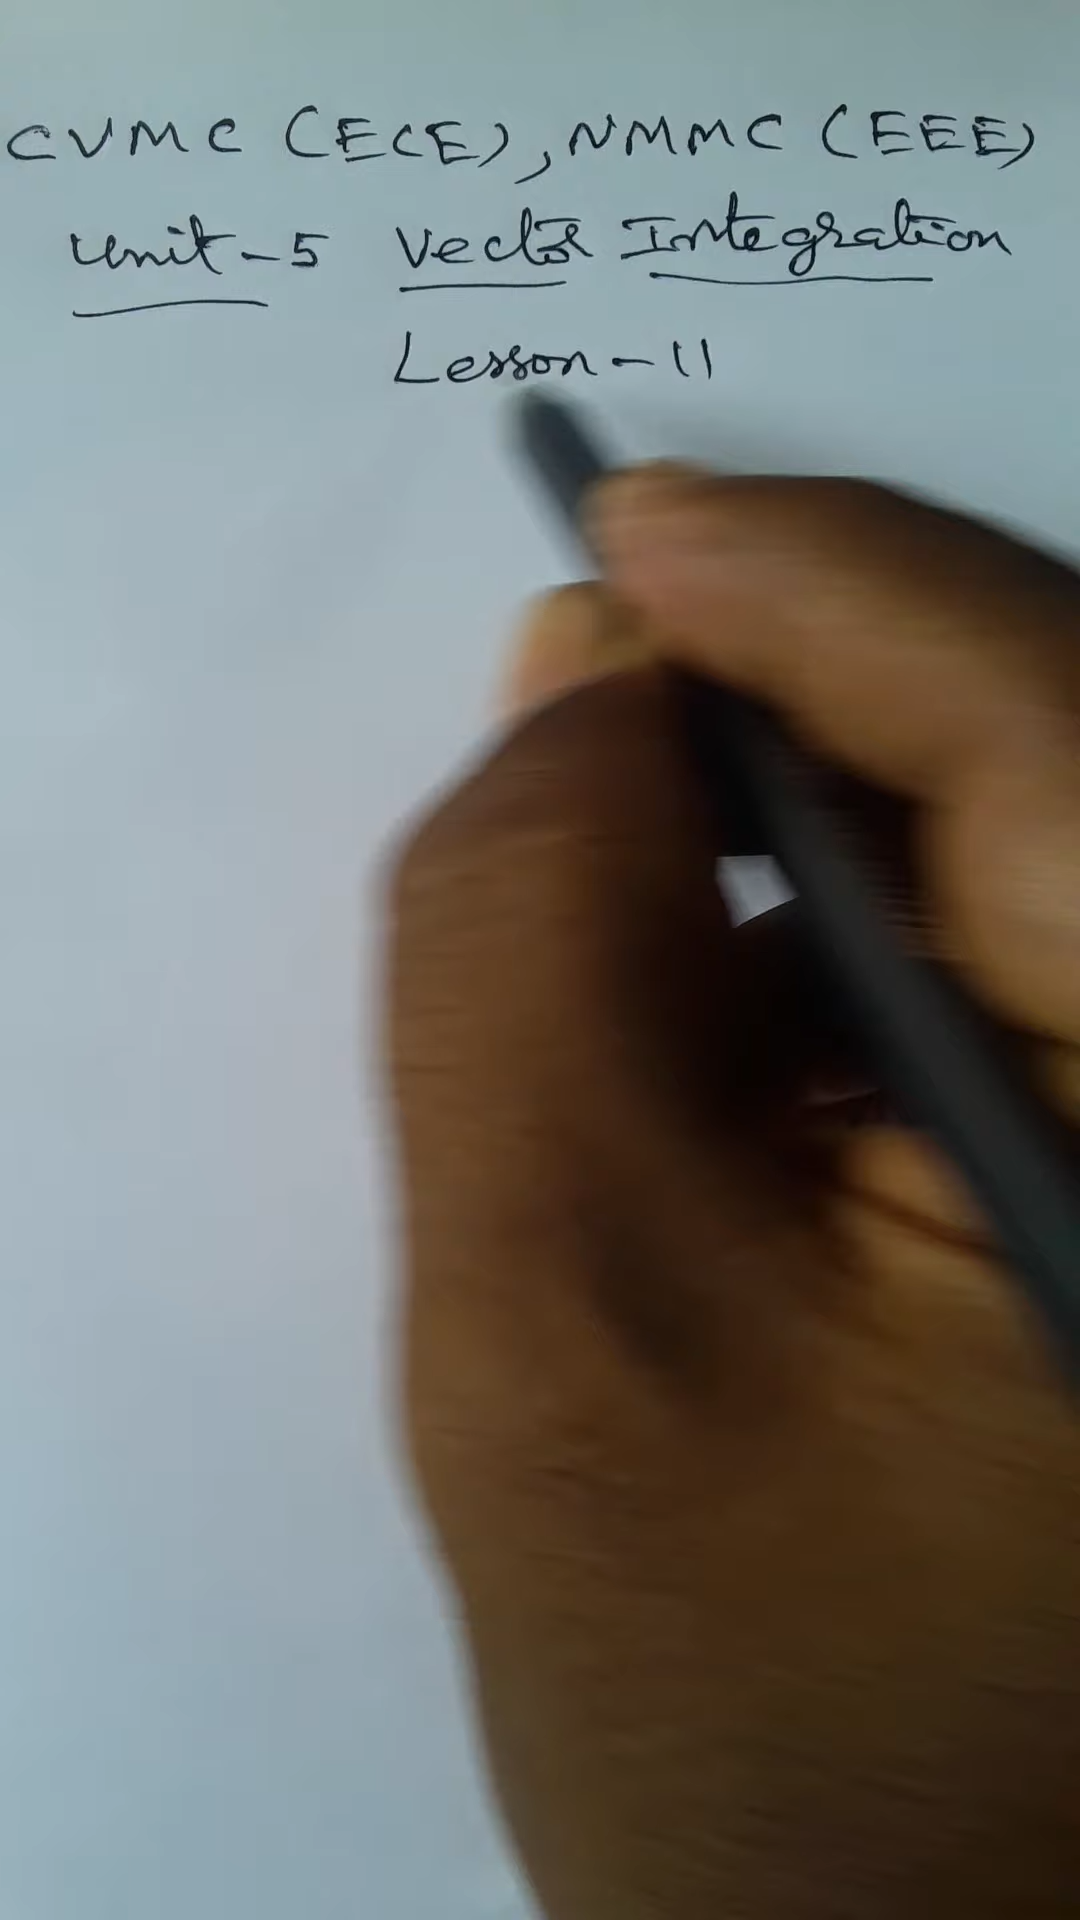 CVMC (ECE), NMMC (EEE)
Unit-5 Vector Integration
Lesson-11